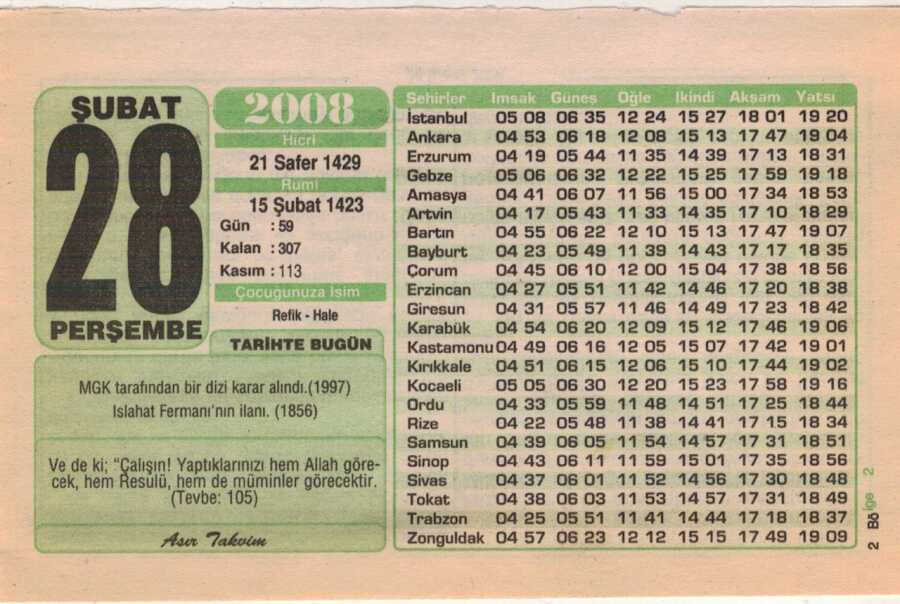 ŞUBAT
28
PERŞEMBE
2008
Hicri
21 Safer 1429
Rumi
15 Şubat 1423
Gün : 59
Kalan : 307
Kasım : 113
Çocuğunuza İsim
Refik - Hale
TARİHTE BUGÜN
MGK tarafından bir dizi karar alındı.(1997)
Islahat Fermanı'nın ilanı. (1856)
Ve de ki; “Çalışın! Yaptıklarınızı hem Allah göre-
cek, hem Resulü, hem de müminler görecektir.
(Tevbe: 105)
Asır Takvim
Şehirler İmsak Güneş Öğle İkindi Akşam Yatsı
İstanbul 05 08 06 35 12 24 15 27 18 01 19 20
Ankara 04 53 06 18 12 08 15 13 17 47 19 04
Erzurum 04 19 05 44 11 35 14 39 17 13 18 31
Gebze 05 06 06 32 12 22 15 25 17 59 19 18
Amasya 04 41 06 07 11 56 15 00 17 34 18 53
Artvin 04 17 05 43 11 33 14 35 17 10 18 29
Bartın 04 55 06 22 12 10 15 13 17 47 19 07
Bayburt 04 23 05 49 11 39 14 43 17 17 18 35
Çorum 04 45 06 10 12 00 15 04 17 38 18 56
Erzincan 04 27 05 51 11 42 14 46 17 20 18 38
Giresun 04 31 05 57 11 46 14 49 17 23 18 42
Karabük 04 54 06 20 12 09 15 12 17 46 19 06
Kastamonu 04 49 06 16 12 05 15 07 17 42 19 01
Kırıkkale 04 51 06 15 12 06 15 10 17 44 19 02
Kocaeli 05 05 06 30 12 20 15 23 17 58 19 16
Ordu 04 33 05 59 11 48 14 51 17 25 18 44
Rize 04 22 05 48 11 38 14 41 17 15 18 34
Samsun 04 39 06 05 11 54 14 57 17 31 18 51
Sinop 04 43 06 11 11 59 15 01 17 35 18 56
Sivas 04 37 06 01 11 52 14 56 17 30 18 48
Tokat 04 38 06 03 11 53 14 57 17 31 18 49
Trabzon 04 25 05 51 11 41 14 44 17 18 18 37
Zonguldak 04 57 06 23 12 12 15 15 17 49 19 09
2 Bölge 2